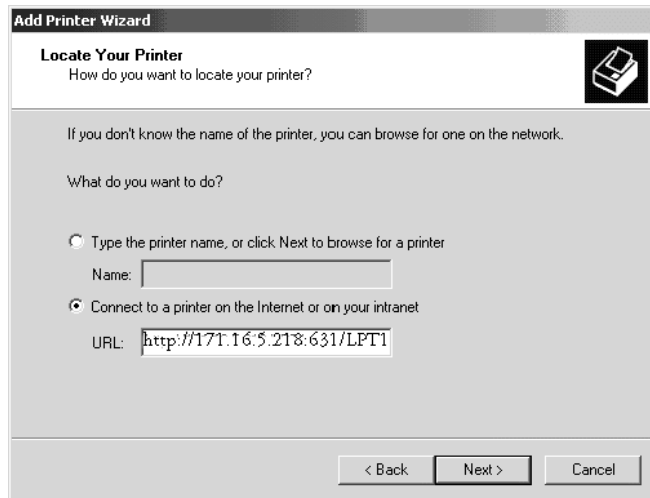 Add Printer Wizard
Locate Your Printer
How do you want to locate your printer?
If you don't know the name of the printer, you can browse for one on the network.
What do you want to do?
Type the printer name, or click Next to browse for a printer
Name:
Connect to a printer on the Internet or on your intranet
URL: http://171.16.5.218:631/LPT1
< Back Next > Cancel